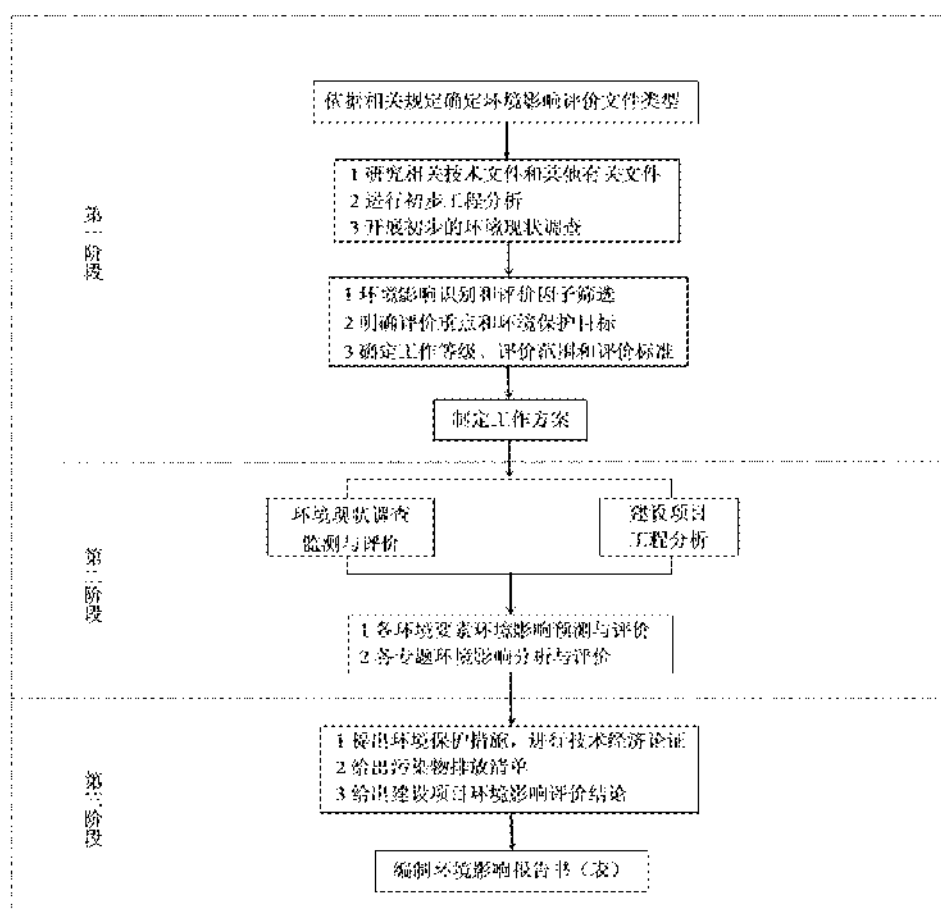 依据相关规定确定环境影响评价文件类型
1 研究相关技术文件和其他有关文件
2 进行初步工程分析
3 开展初步的环境现状调查
第一阶段
1 环境影响识别和评价因子筛选
2 明确评价重点和环境保护目标
3 确定工作等级、评价范围和评价标准
制定工作方案
环境现状调查
监测与评价
建设项目
工程分析
第二阶段
1 各环境要素环境影响预测与评价
2 各专题环境影响分析与评价
1 提出环境保护措施，进行技术经济论证
2 给出污染物排放清单
3 给出建设项目环境影响评价结论
第三阶段
编制环境影响报告书（表）